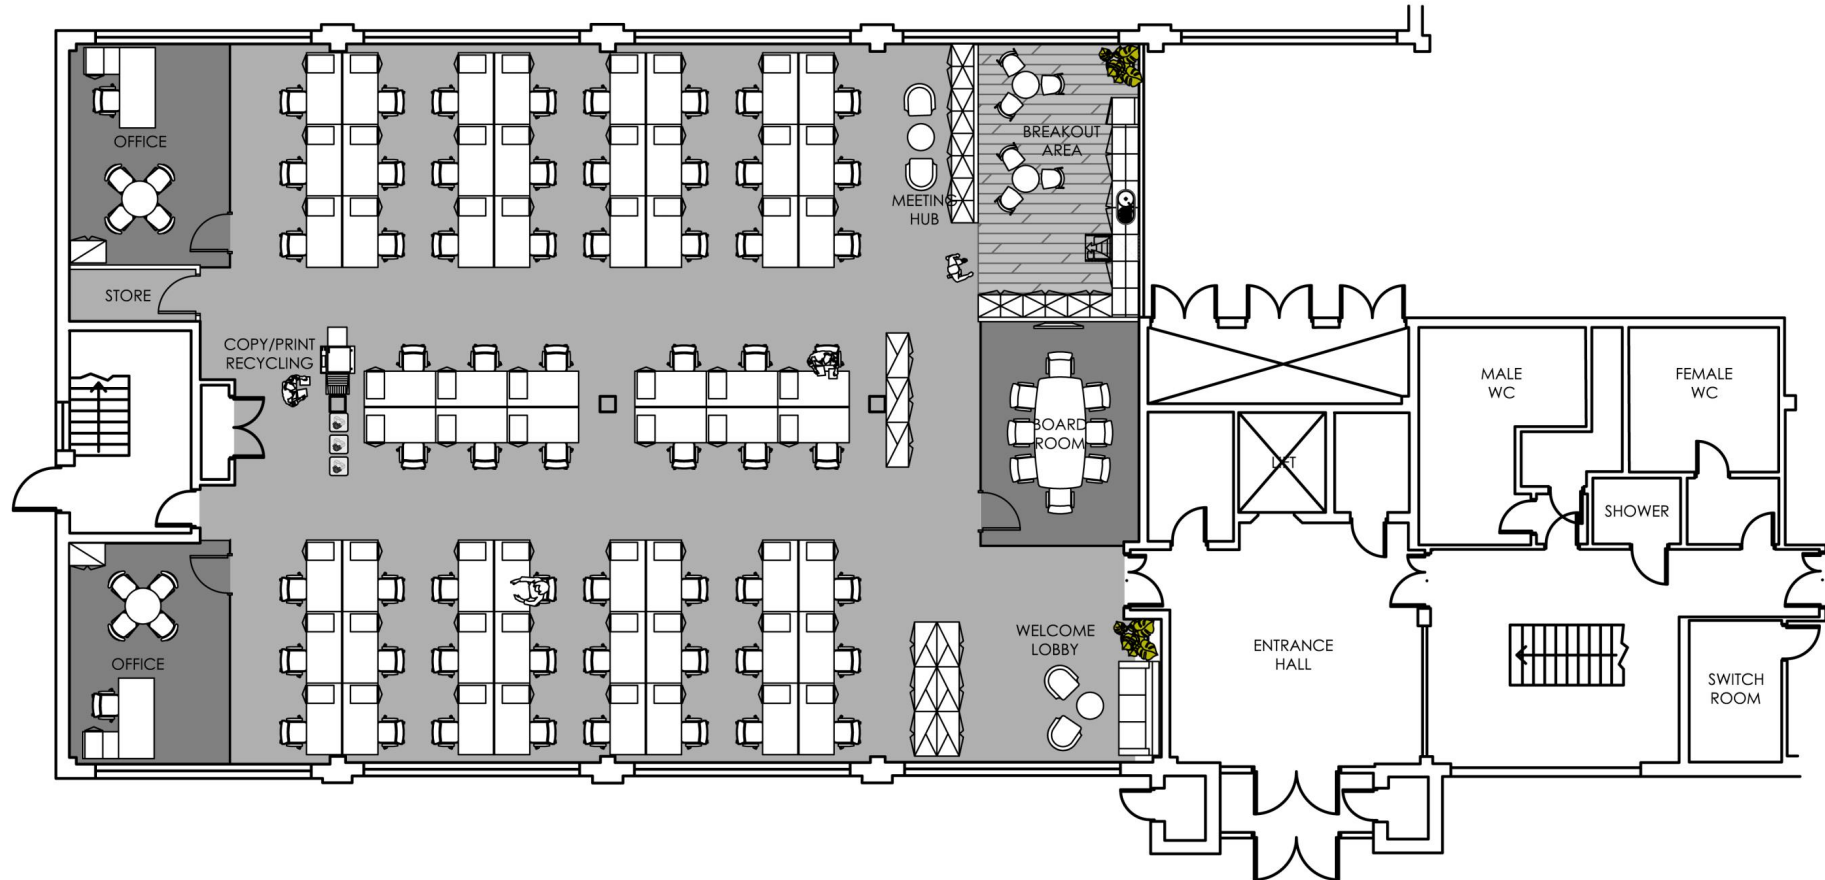 OFFICE
BREAKOUT
AREA
MEETING
HUB
STORE
COPY/PRINT
RECYCLING
MALE
WC
FEMALE
WC
BOARD
ROOM
LIFT
SHOWER
WELCOME
LOBBY
ENTRANCE
HALL
OFFICE
SWITCH
ROOM